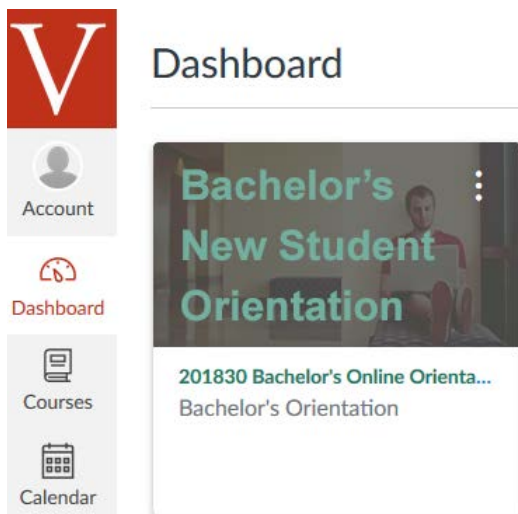 V
Dashboard
Account
Dashboard
Courses
Calendar
Bachelor's
New Student
Orientation
201830 Bachelor's Online Orienta...
Bachelor's Orientation